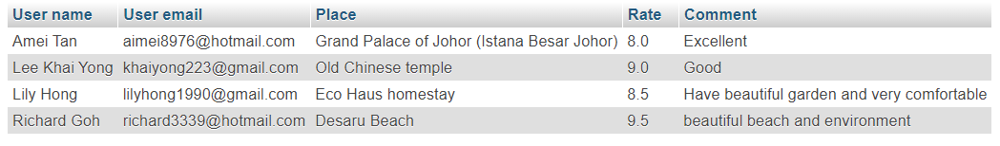 User name User email Place Rate Comment
Amei Tan aimei8976@hotmail.com Grand Palace of Johor (Istana Besar Johor) 8.0 Excellent
Lee Khai Yong khaiyong223@gmail.com Old Chinese temple 9.0 Good
Lily Hong lilyhong1990@gmail.com Eco Haus homestay 8.5 Have beautiful garden and very comfortable
Richard Goh richard3339@hotmail.com Desaru Beach 9.5 beautiful beach and environment